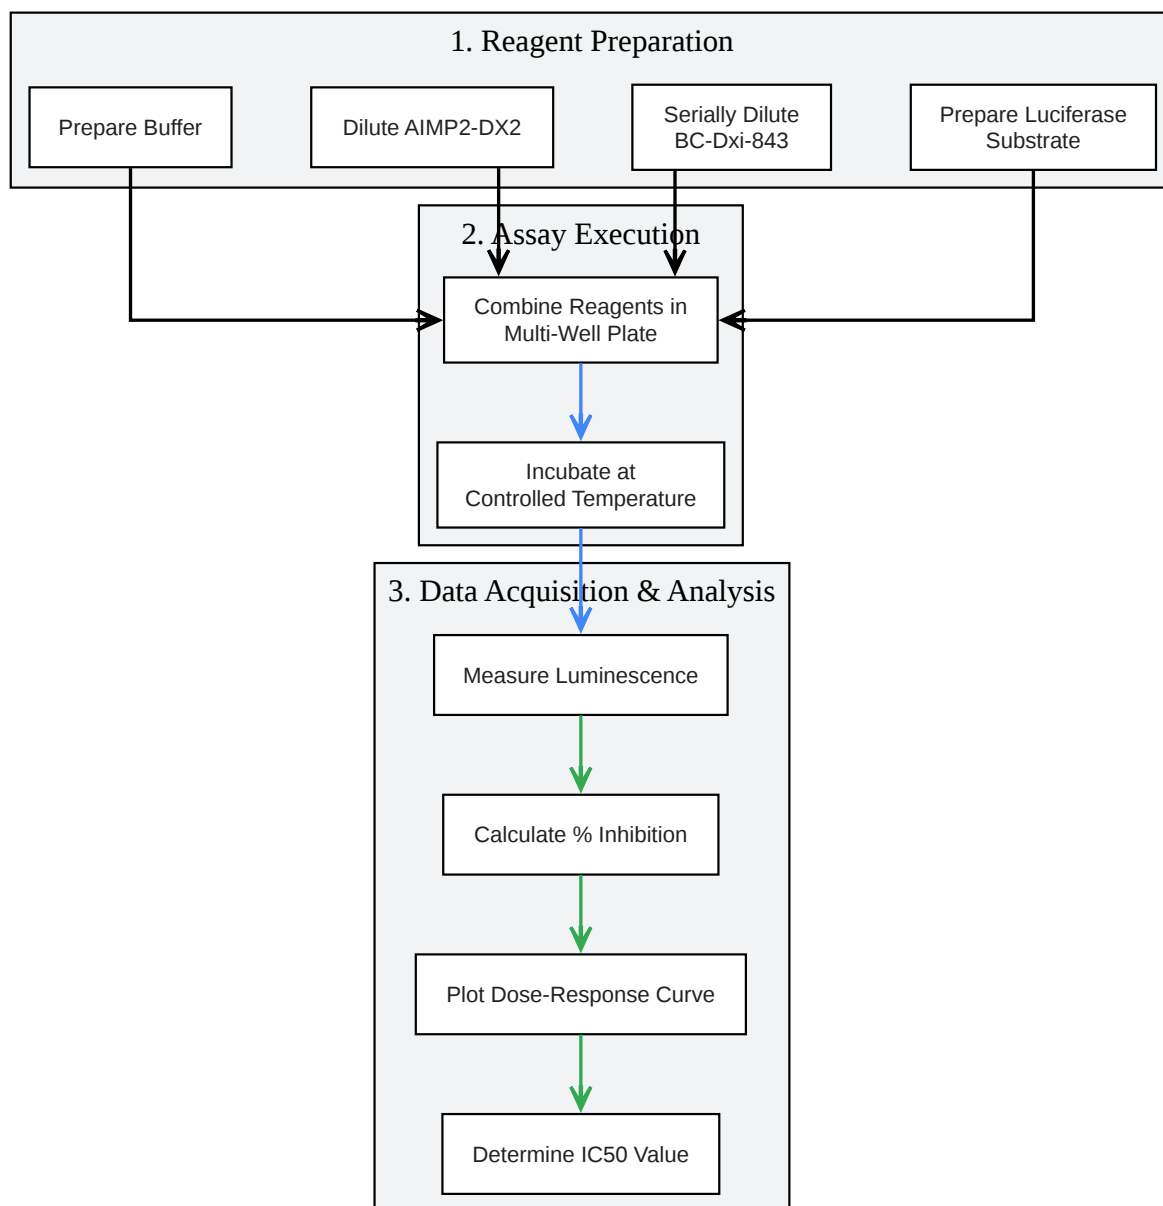 1. Reagent Preparation
Prepare Buffer
Dilute AIMP2-DX2
Serially Dilute
BC-Dxi-843
Prepare Luciferase
Substrate
2. Assay Execution
Combine Reagents in
Multi-Well Plate
Incubate at
Controlled Temperature
3. Data Acquisition & Analysis
Measure Luminescence
Calculate % Inhibition
Plot Dose-Response Curve
Determine IC50 Value